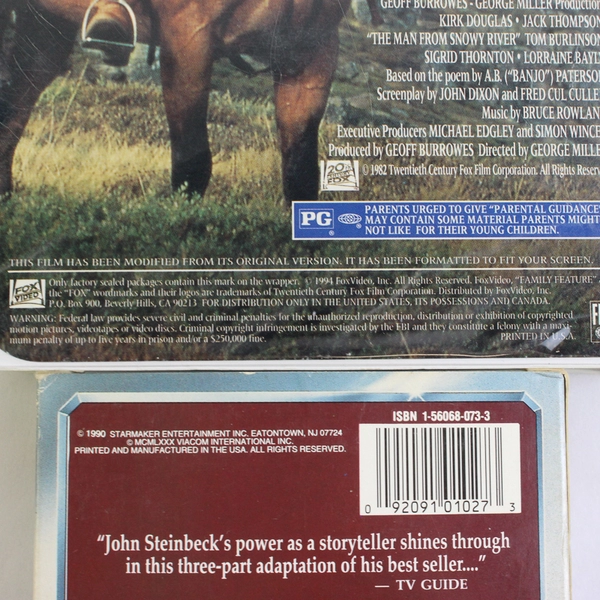 GEOFF BURROWES - GEORGE MILLER Production
KIRK DOUGLAS • JACK THOMPSON
"THE MAN FROM SNOWY RIVER" TOM BURLINSON
SIGRID THORNTON • LORRAINE BAYL
Based on the poem by A.B. ("BANJO") PATERSO
Screenplay by JOHN DIXON and FRED CUL CULLE
Music by BRUCE ROWLAN
Executive Producers MICHAEL EDGLEY and SIMON WINCE
Produced by GEOFF BURROWES Directed by GEORGE MILLE
20th CENTURY FOX
© 1982 Twentieth Century Fox Film Corporation. All Rights Reserv
PG
PARENTS URGED TO GIVE "PARENTAL GUIDANCE"
MAY CONTAIN SOME MATERIAL PARENTS MIGHT
NOT LIKE FOR THEIR YOUNG CHILDREN.
THIS FILM HAS BEEN MODIFIED FROM ITS ORIGINAL VERSION. IT HAS BEEN FORMATTED TO FIT YOUR SCREEN.
FOX VIDEO
Only factory sealed packages contain this mark on the wrapper. © 1994 FoxVideo, Inc. All Rights Reserved. FoxVideo, "FAMILY FEATURE"
the "FOX" wordmarks and their logos are trademarks of Twentieth Century Fox Film Corporation. Distributed by FoxVideo, Inc.
P.O. Box 900, Beverly Hills, CA 90213 FOR DISTRIBUTION ONLY IN THE UNITED STATES, ITS POSSESSIONS AND CANADA.
WARNING: Federal law provides severe civil and criminal penalties for the unauthorized reproduction, distribution or exhibition of copyrighted
motion pictures, videotapes or video discs. Criminal copyright infringement is investigated by the FBI and they constitute a felony with a maxi-
mum penalty of up to five years in prison and/or a $250,000 fine.
PRINTED IN U.S.A.
© 1990 STARMAKER ENTERTAINMENT INC. EATONTOWN, NJ 07724
© MCMLXXX VIACOM INTERNATIONAL INC.
PRINTED AND MANUFACTURED IN THE USA. ALL RIGHTS RESERVED.
ISBN 1-56068-073-3
0 92091 01027 3
"John Steinbeck's power as a storyteller shines through
in this three-part adaptation of his best seller...."
— TV GUIDE